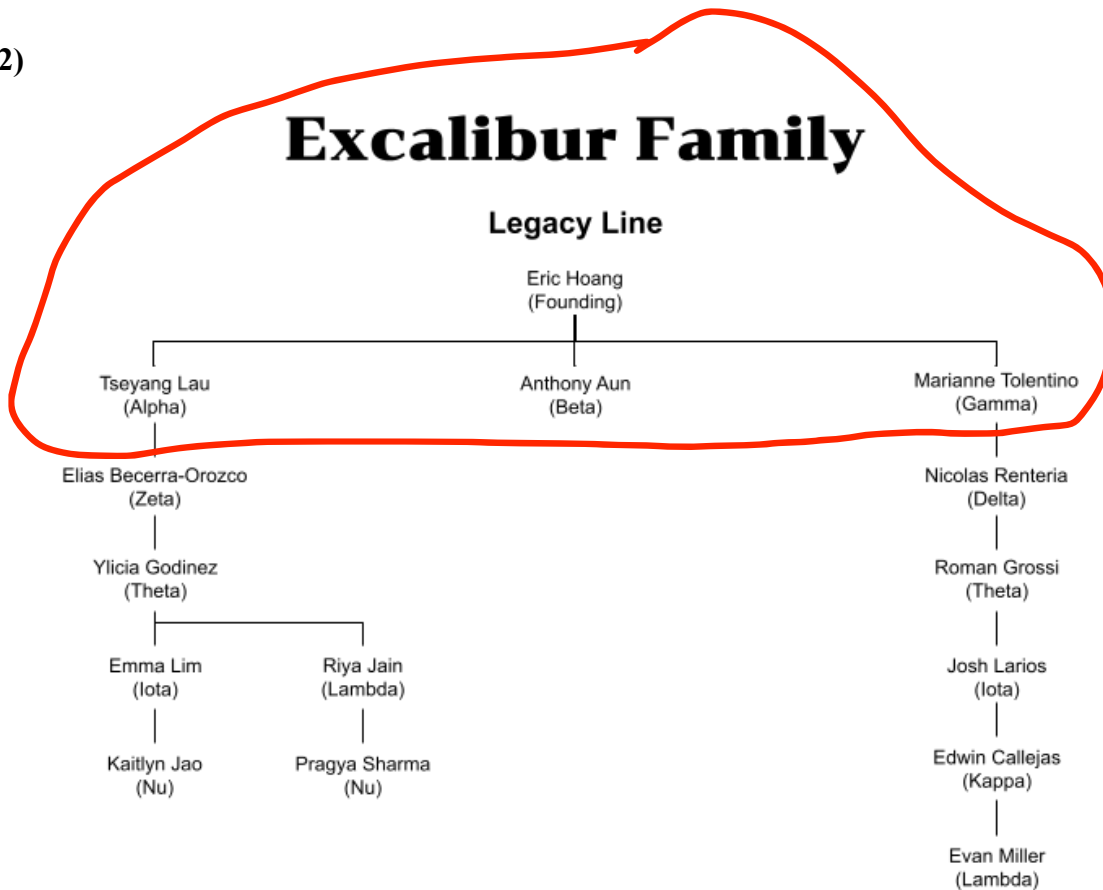 2)
Excalibur Family
Legacy Line
Eric Hoang
(Founding)
Tseyang Lau
(Alpha)
Anthony Aun
(Beta)
Marianne Tolentino
(Gamma)
Elias Becerra-Orozco
(Zeta)
Nicolas Renteria
(Delta)
Ylicia Godinez
(Theta)
Roman Grossi
(Theta)
Emma Lim
(Iota)
Riya Jain
(Lambda)
Josh Larios
(Iota)
Kaitlyn Jao
(Nu)
Pragya Sharma
(Nu)
Edwin Callejas
(Kappa)
Evan Miller
(Lambda)